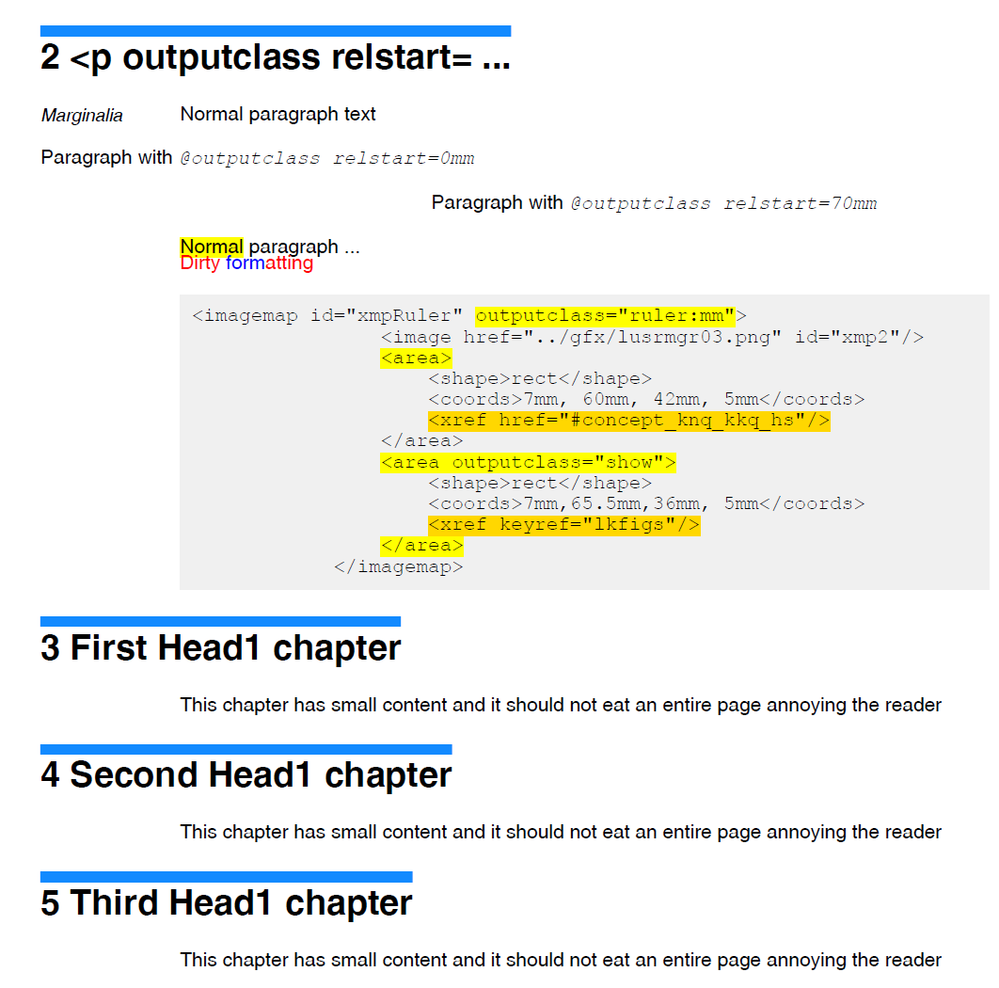 2 <p outputclass relstart= ...
Marginalia Normal paragraph text
Paragraph with @outputclass relstart=0mm
Paragraph with @outputclass relstart=70mm
Normal paragraph ...
Dirty formatting
<imagemap id="xmpRuler" outputclass="ruler:mm">
<image href="../gfx/lusrmgr03.png" id="xmp2"/>
<area>
<shape>rect</shape>
<coords>7mm, 60mm, 42mm, 5mm</coords>
<xref href="#concept_knq_kkq_hs"/>
</area>
<area outputclass="show">
<shape>rect</shape>
<coords>7mm,65.5mm,36mm, 5mm</coords>
<xref keyref="lkfigs"/>
</area>
</imagemap>
3 First Head1 chapter
This chapter has small content and it should not eat an entire page annoying the reader
4 Second Head1 chapter
This chapter has small content and it should not eat an entire page annoying the reader
5 Third Head1 chapter
This chapter has small content and it should not eat an entire page annoying the reader